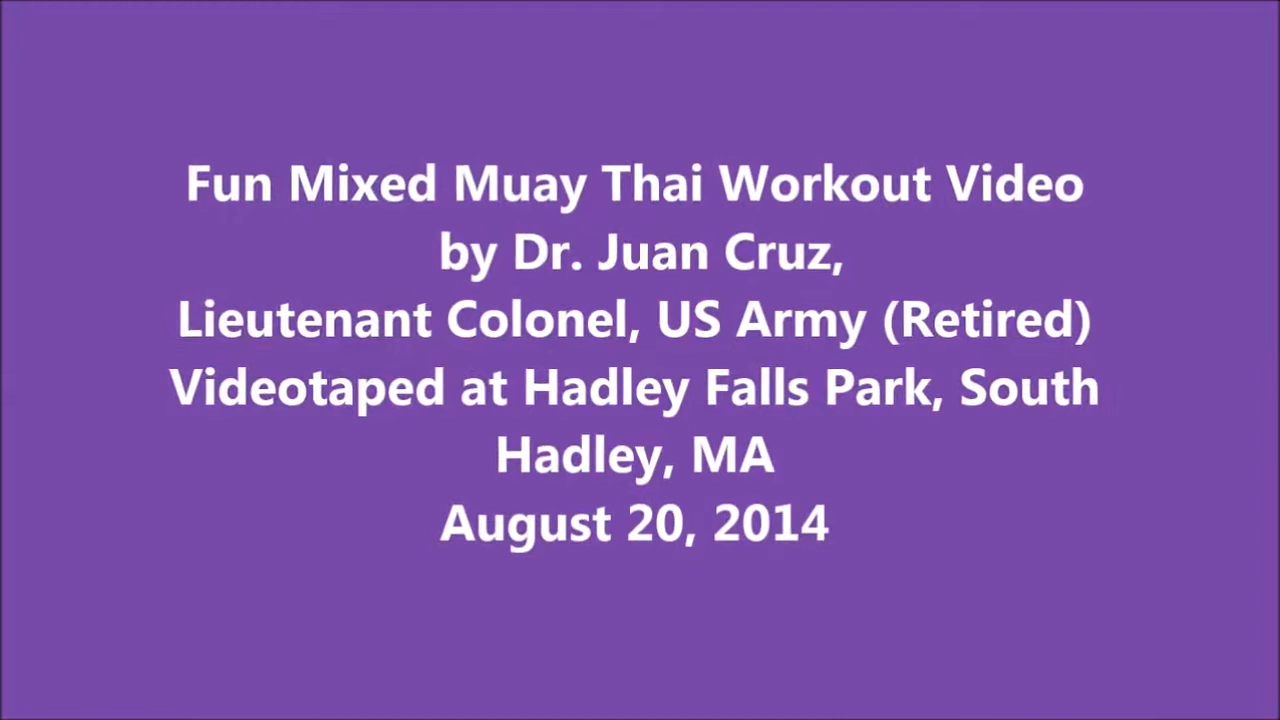 Fun Mixed Muay Thai Workout Video
by Dr. Juan Cruz,
Lieutenant Colonel, US Army (Retired)
Videotaped at Hadley Falls Park, South
Hadley, MA
August 20, 2014